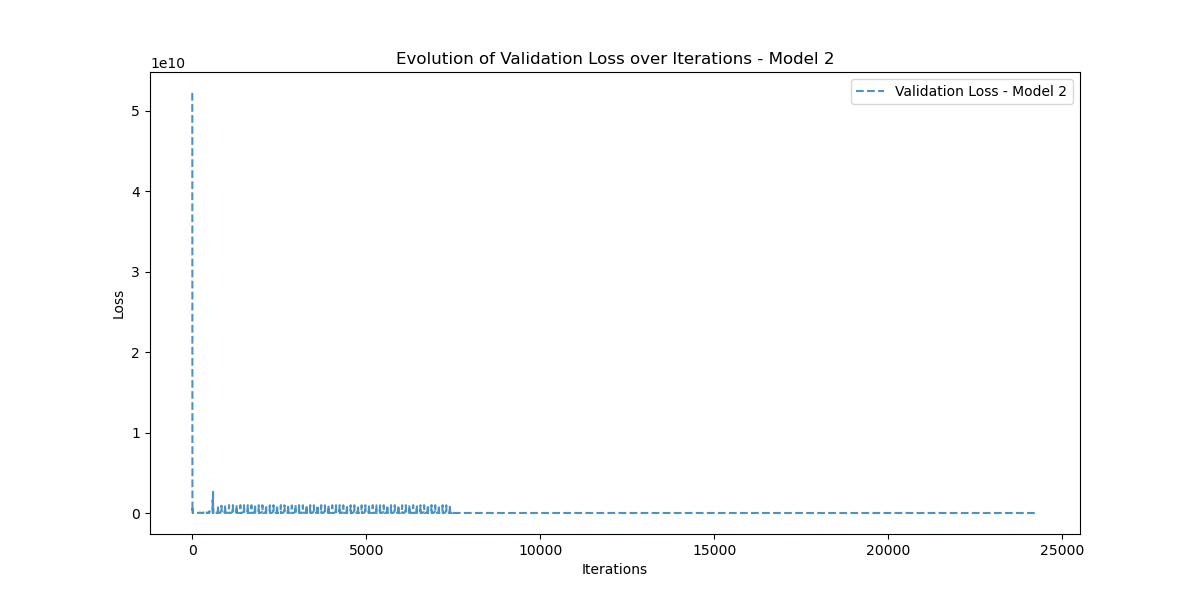 Evolution of Validation Loss over Iterations - Model 2
1e10
Validation Loss - Model 2
5
4
3
2
1
0
Loss
0 5000 10000 15000 20000 25000
Iterations